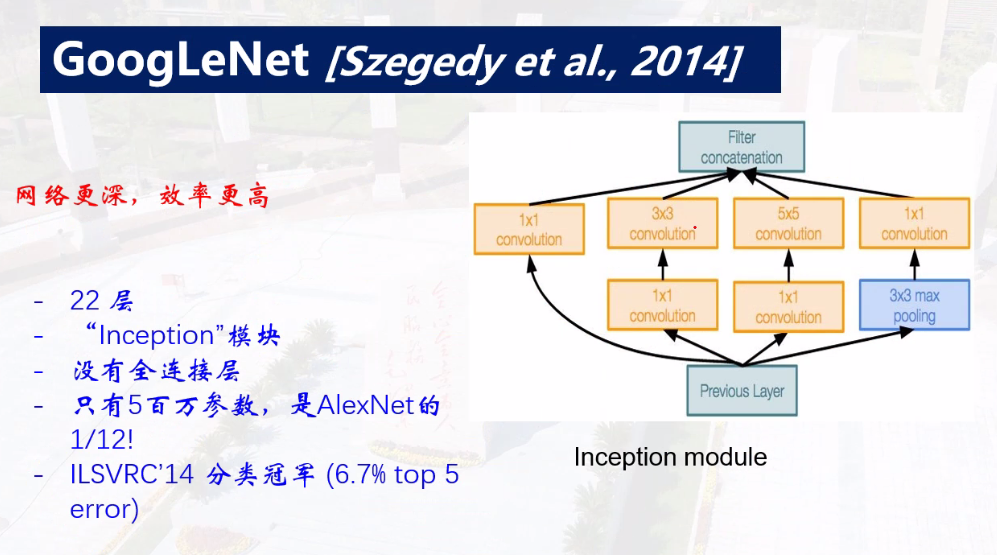 GoogLeNet [Szegedy et al., 2014]
网络更深，效率更高
- 22 层
- “Inception”模块
- 没有全连接层
- 只有5百万参数，是AlexNet的
1/12!
- ILSVRC’14 分类冠军 (6.7% top 5
error)
Filter
concatenation
1x1
convolution
3x3
convolution
5x5
convolution
1x1
convolution
1x1
convolution
1x1
convolution
3x3 max
pooling
Previous Layer
Inception module